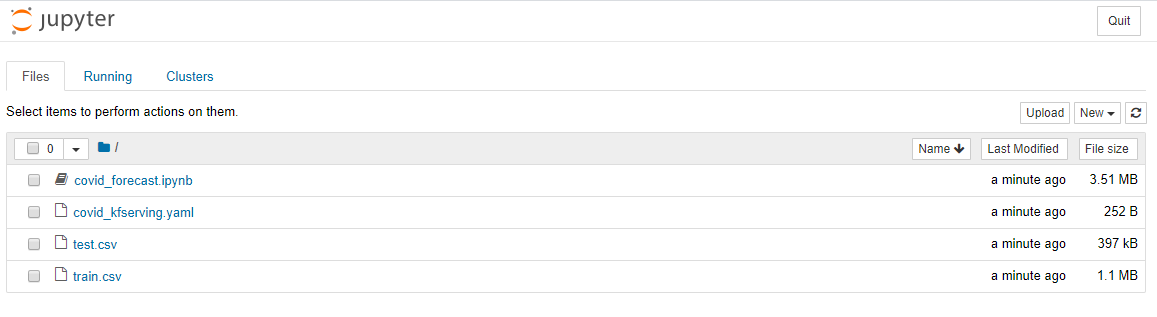 jupyter
Quit
Files Running Clusters
Select items to perform actions on them.
Upload New
0 / Name Last Modified File size
covid_forecast.ipynb a minute ago 3.51 MB
covid_kfserving.yaml a minute ago 252 B
test.csv a minute ago 397 kB
train.csv a minute ago 1.1 MB